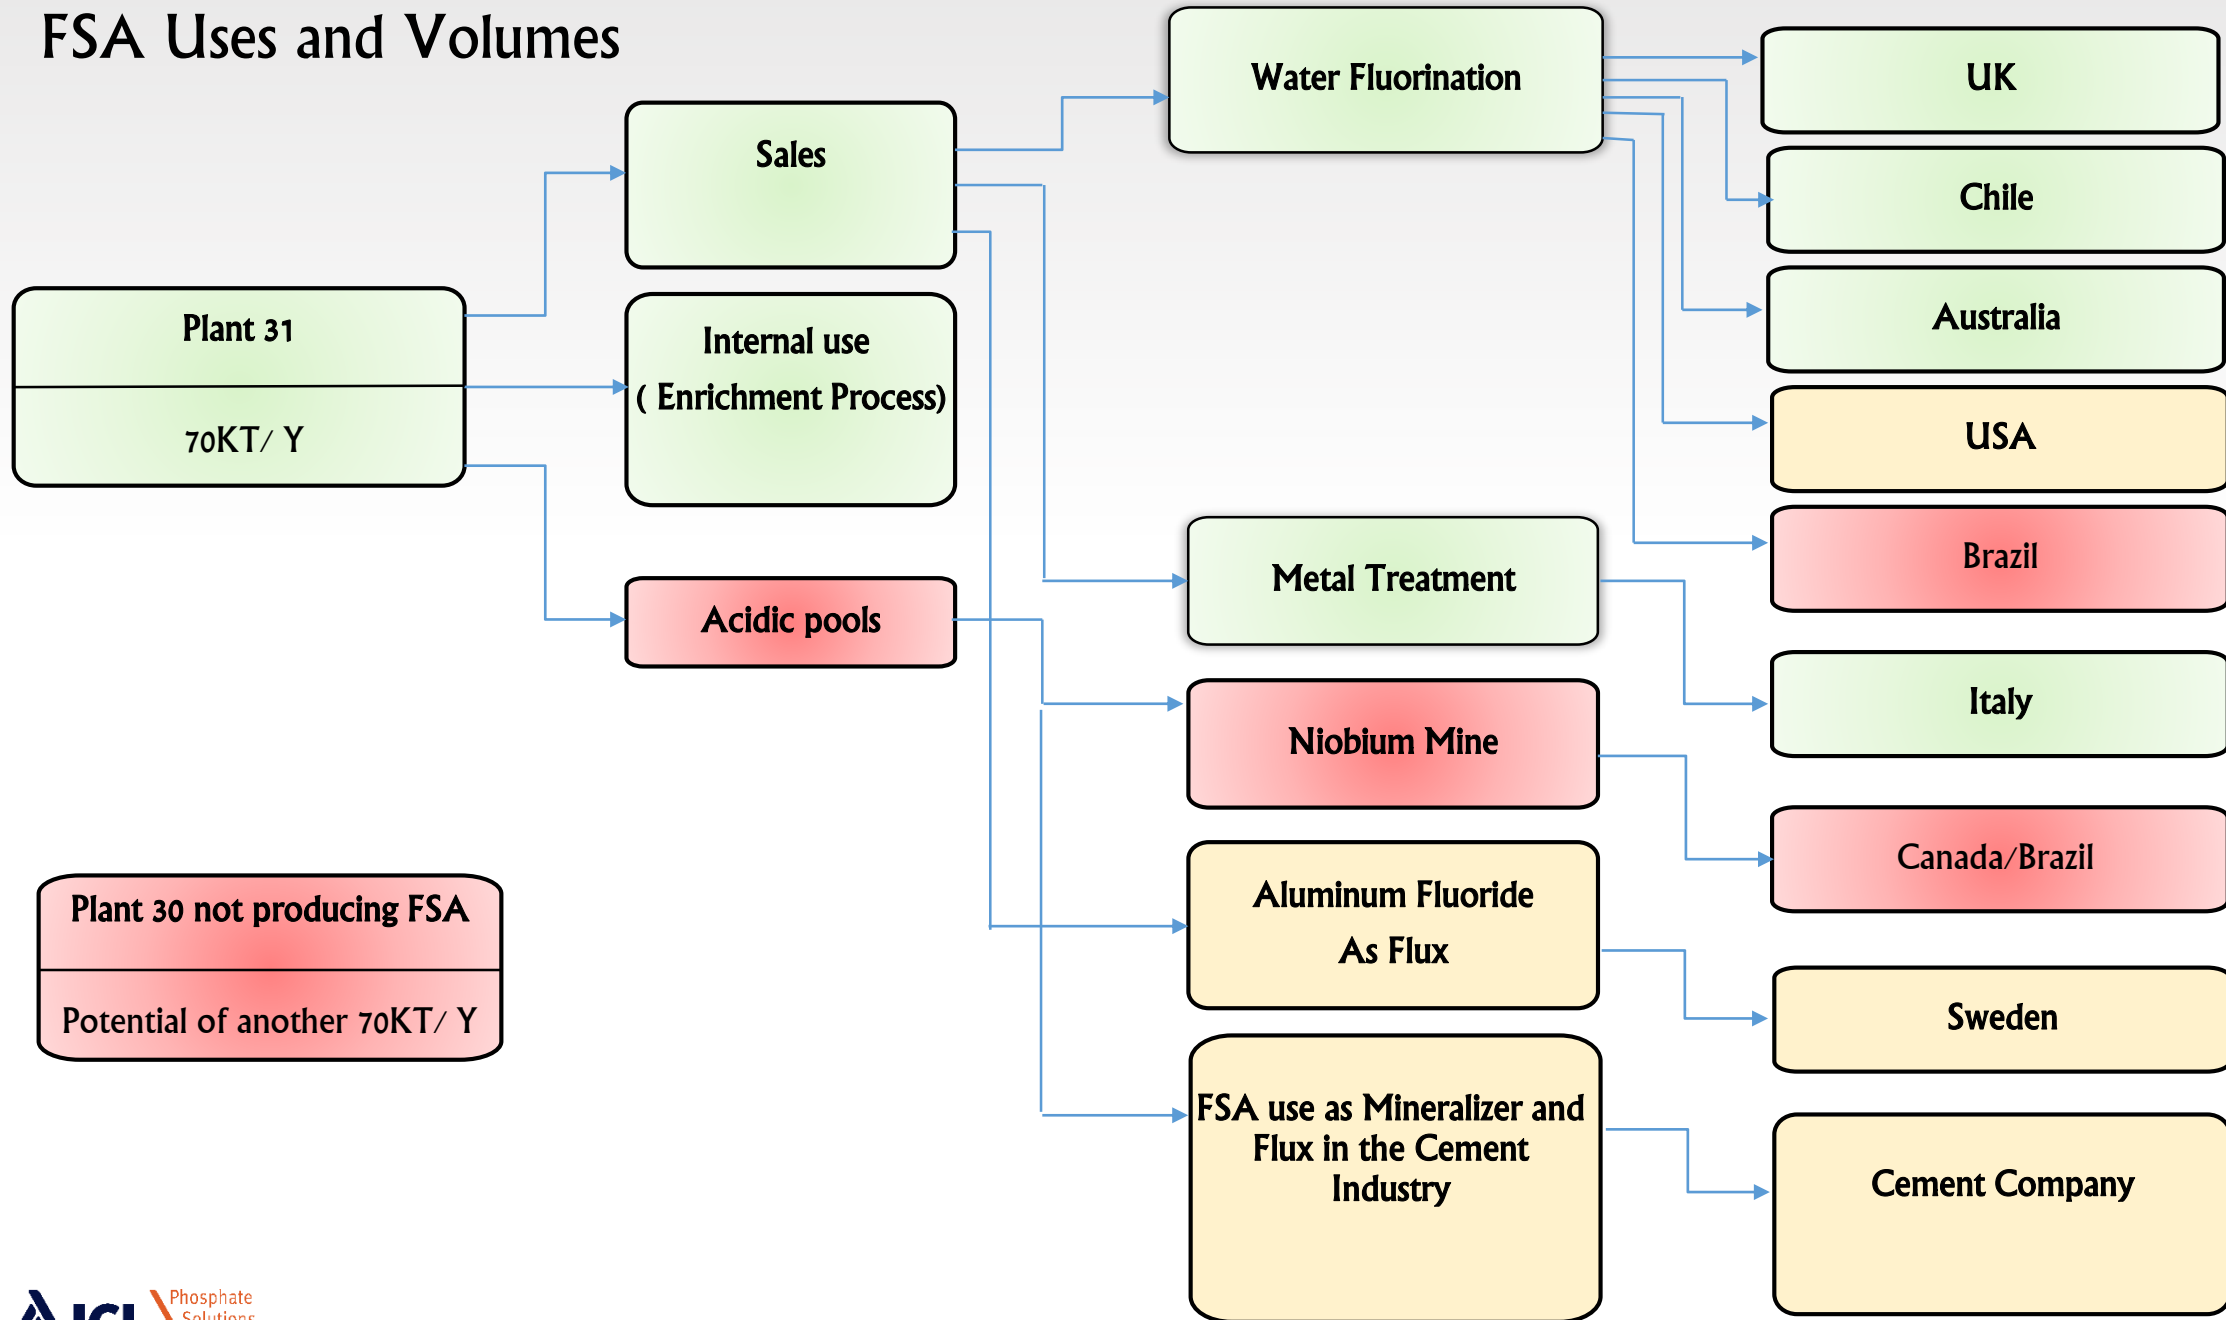 FSA Uses and Volumes
Plant 31
70KT/ Y
Plant 30 not producing FSA
Potential of another 70KT/ Y
Sales
Internal use
( Enrichment Process)
Acidic pools
Water Fluorination
Metal Treatment
Niobium Mine
Aluminum Fluoride
As Flux
FSA use as Mineralizer and
Flux in the Cement
Industry
UK
Chile
Australia
USA
Brazil
Italy
Canada/Brazil
Sweden
Cement Company
ICL
Phosphate
Solutions